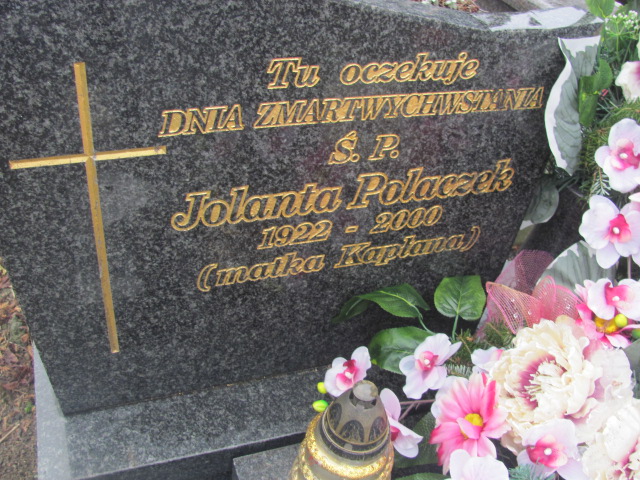 Tu oczekuje
DNIA ZMARTWYCHWSTANIA
Ś. P.
Jolanta Polaczek
1922 - 2000
(matka Kapłana)